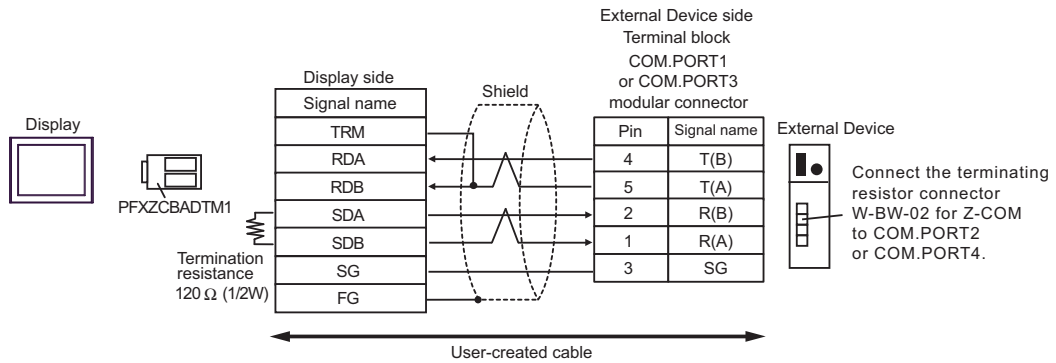 External Device side
Terminal block
COM.PORT1
or COM.PORT3
modular connector
Display side
Shield
Signal name
Display
TRM
Pin
Signal name
External Device
RDA
4
T(B)
RDB
5
T(A)
PFXZCBADTM1
SDA
2
R(B)
SDB
1
R(A)
SG
3
SG
FG
Termination
resistance
120 Ω (1/2W)
Connect the terminating
resistor connector
W-BW-02 for Z-COM
to COM.PORT2
or COM.PORT4.
User-created cable